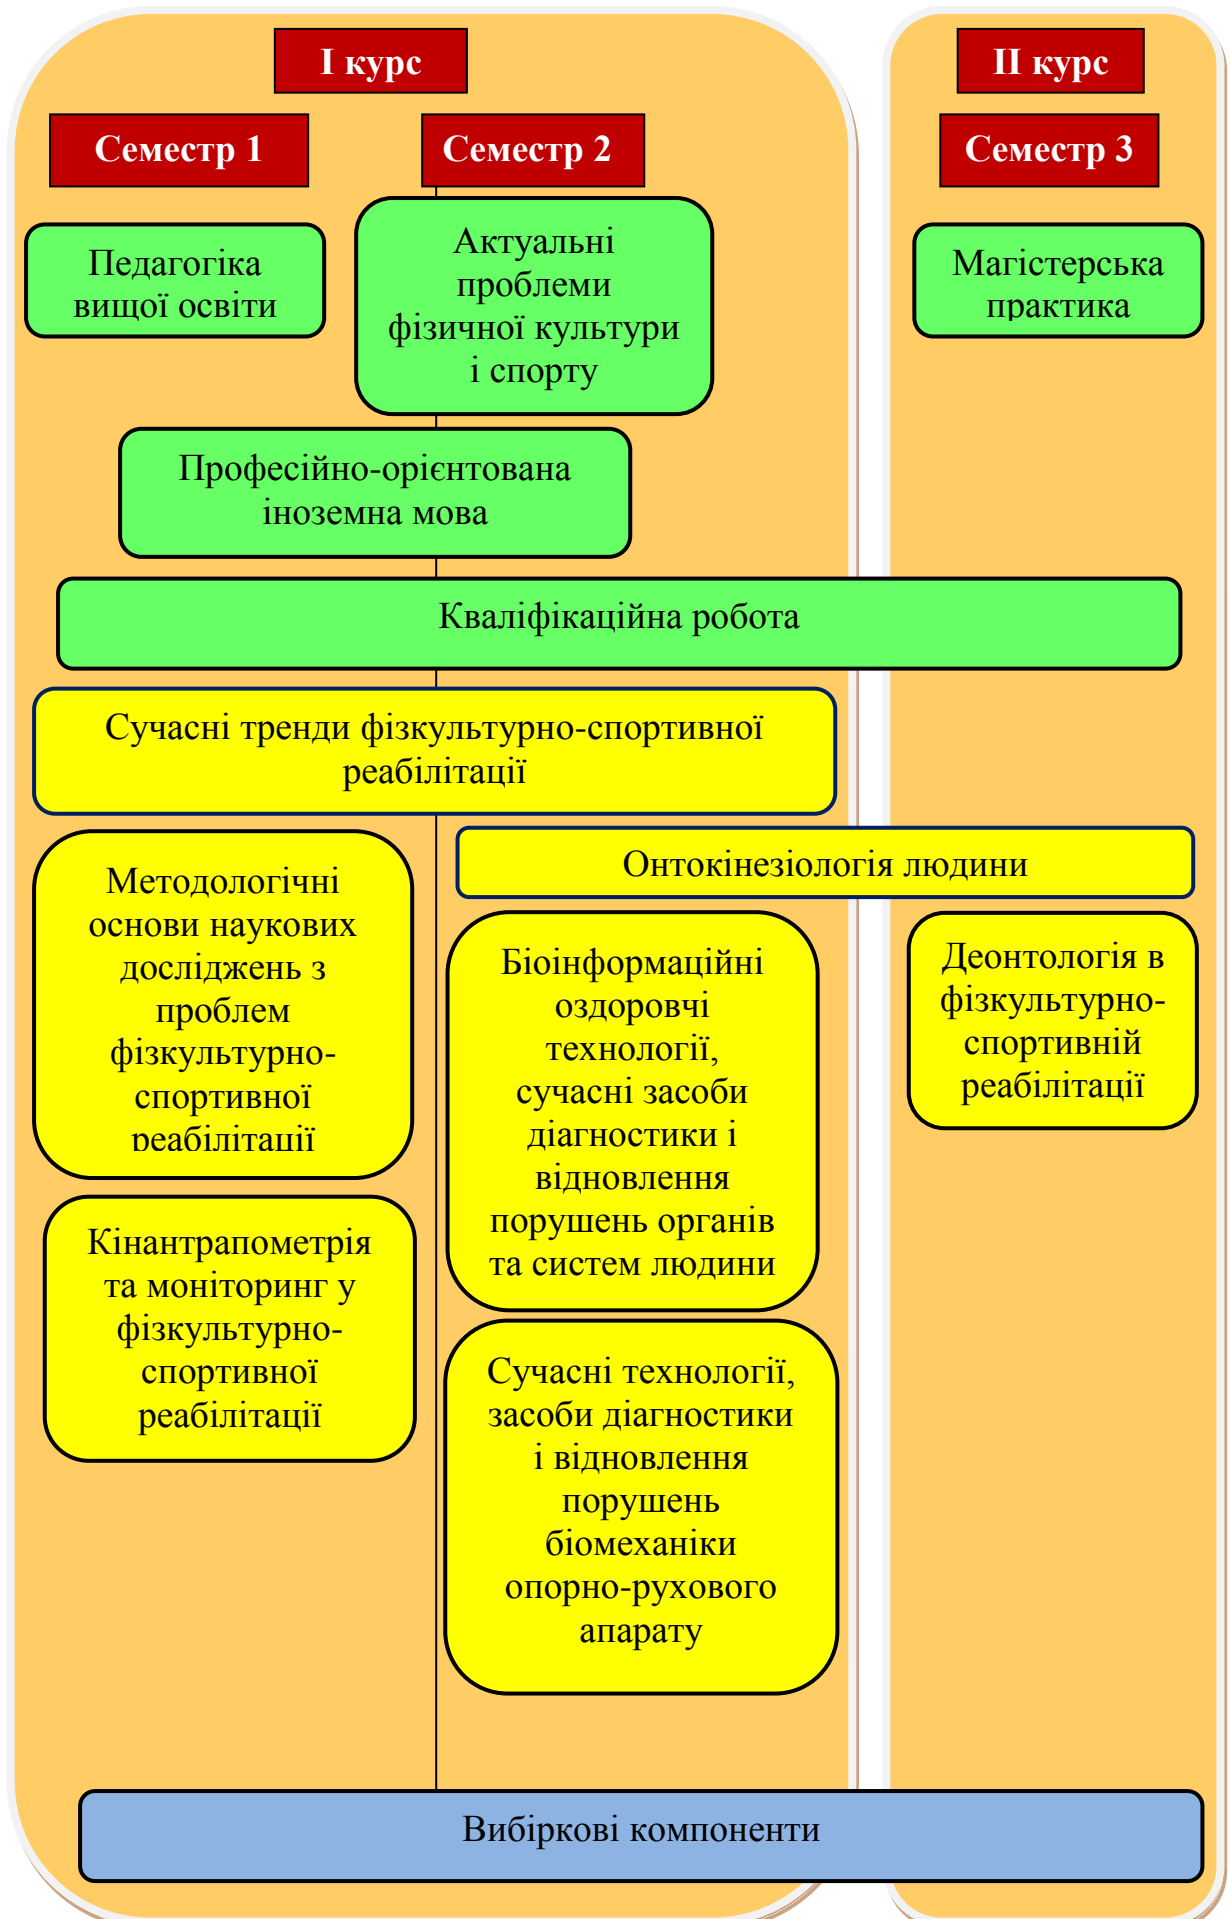 І курс
ІІ курс
Семестр 1
Семестр 2
Семестр 3
Педагогіка
вищої освіти
Актуальні
проблеми
фізичної культури
і спорту
Магістерська
практика
Професійно-орієнтована
іноземна мова
Кваліфікаційна робота
Сучасні тренди фізкультурно-спортивної
реабілітації
Методологічні
основи наукових
досліджень з
проблем
фізкультурно-
спортивної
реабілітації
Онтокінезіологія людини
Біоінформаційні
оздоровчі
технології,
сучасні засоби
діагностики і
відновлення
порушень органів
та систем людини
Деонтологія в
фізкультурно-
спортивній
реабілітації
Кінантрапометрія
та моніторинг у
фізкультурно-
спортивної
реабілітації
Сучасні технології,
засоби діагностики
і відновлення
порушень
біомеханіки
опорно-рухового
апарату
Вибіркові компоненти